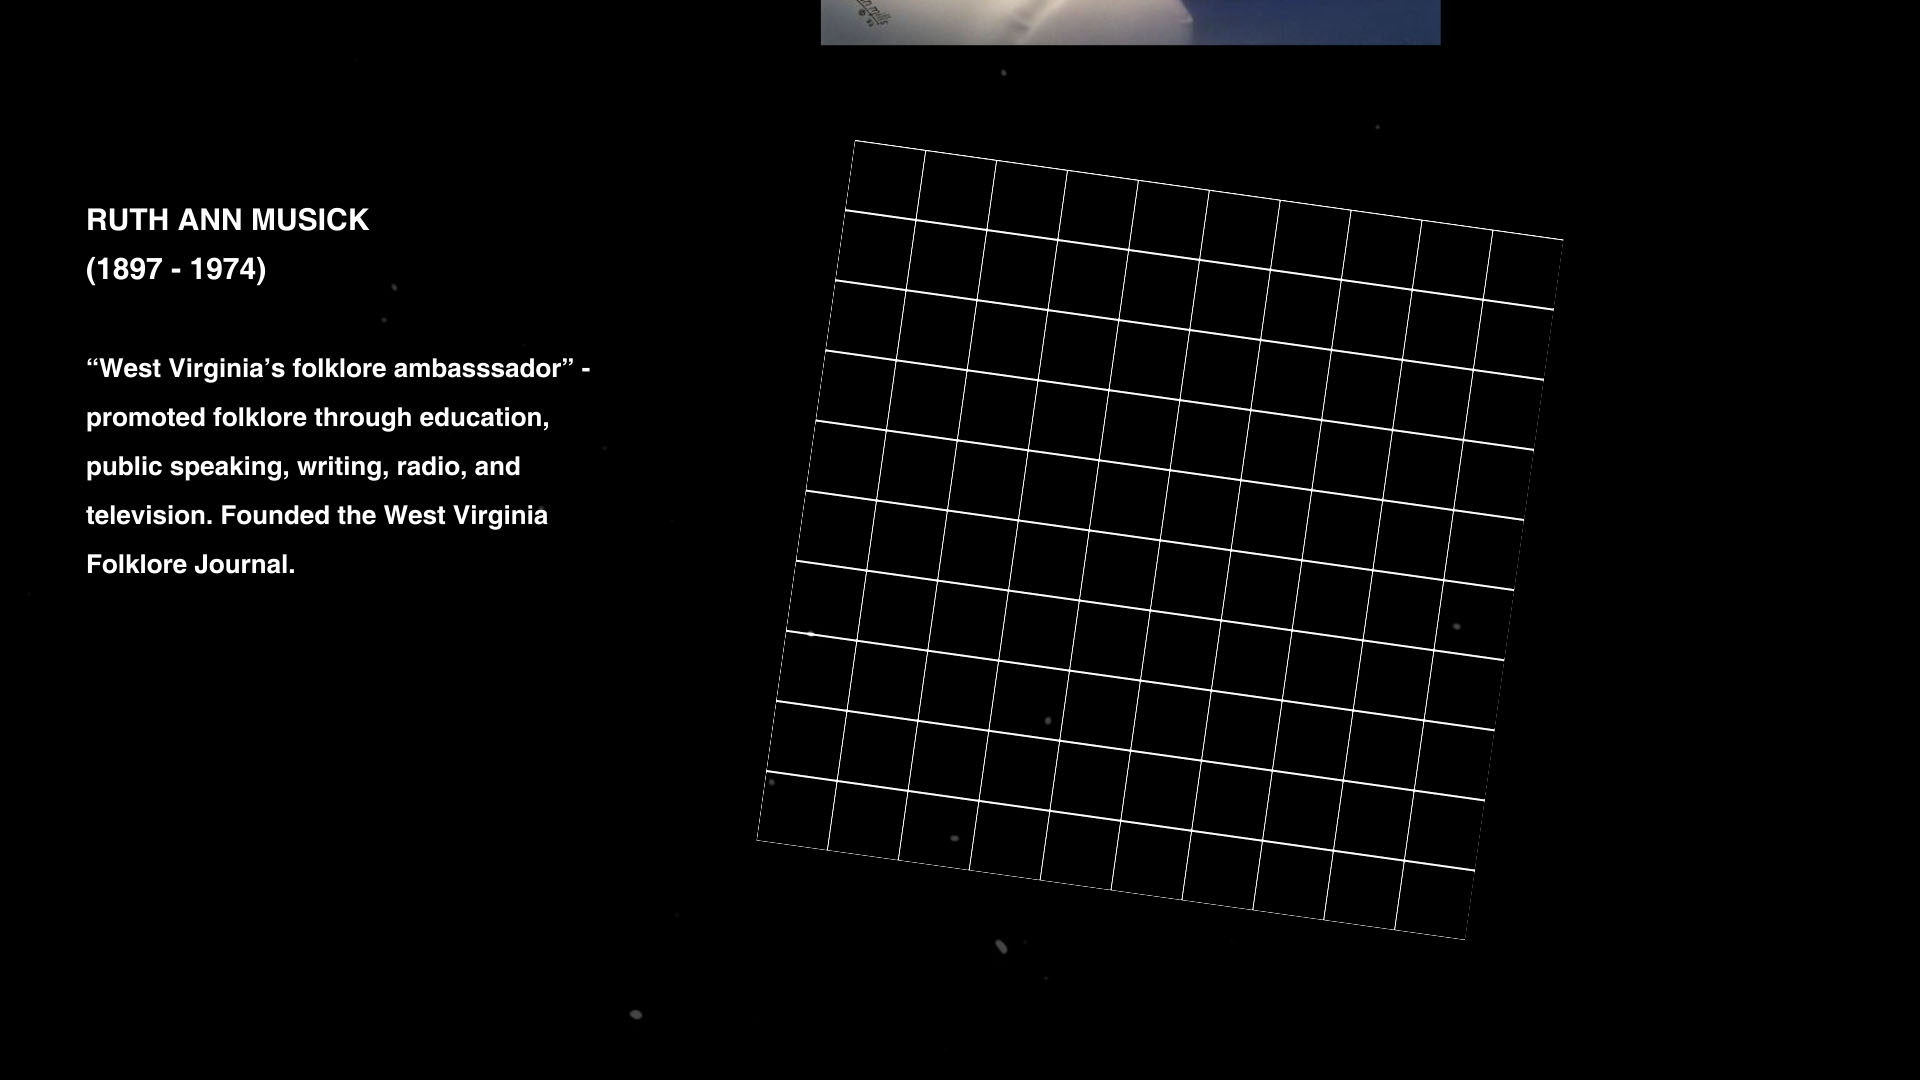 RUTH ANN MUSICK
(1897 - 1974)
“West Virginia’s folklore ambasssador” -
promoted folklore through education,
public speaking, writing, radio, and
television. Founded the West Virginia
Folklore Journal.